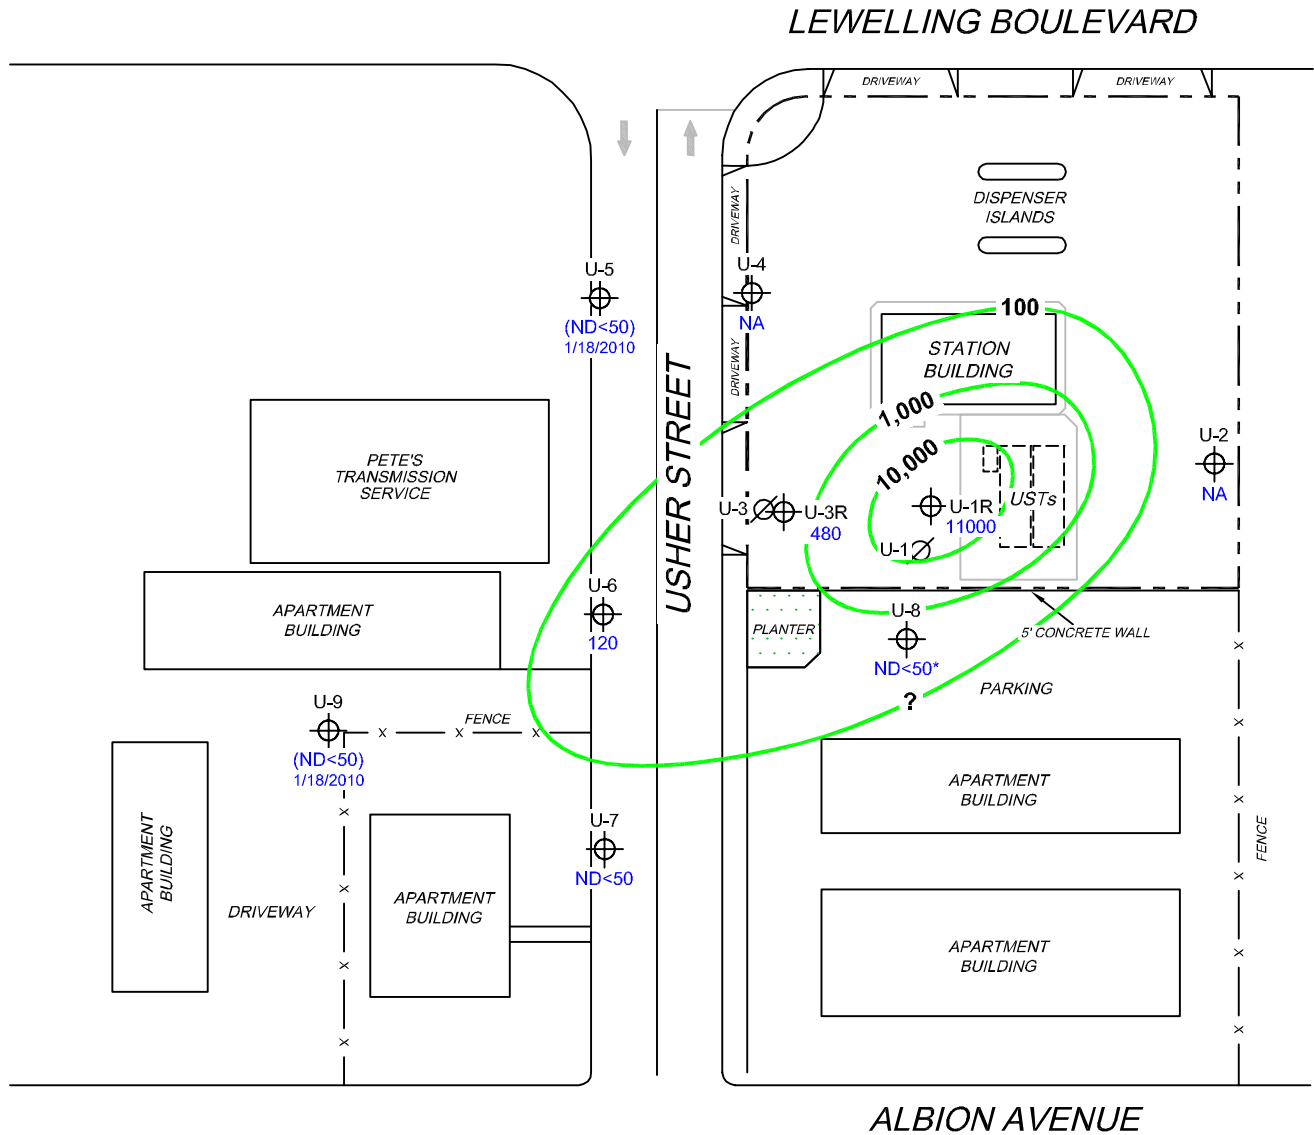 LEWELLING BOULEVARD
DRIVEWAY
DRIVEWAY
DRIVEWAY
DISPENSER
ISLANDS
U-5
(ND<50)
1/18/2010
U-4
NA
100
STATION
BUILDING
DRIVEWAY
USHER STREET
1,000
10,000
U-2
NA
PETE'S
TRANSMISSION
SERVICE
U-3
U-3R
480
U-1R
11000
USTs
U-1
U-6
120
APARTMENT
BUILDING
PLANTER
U-8
ND<50*
5' CONCRETE WALL
?
PARKING
U-9
(ND<50)
1/18/2010
X
FENCE
X
X
X
X
X
X
X
APARTMENT
BUILDING
DRIVEWAY
APARTMENT
BUILDING
U-7
ND<50
APARTMENT
BUILDING
APARTMENT
BUILDING
X
X
X
FENCE
X
X
X
ALBION AVENUE